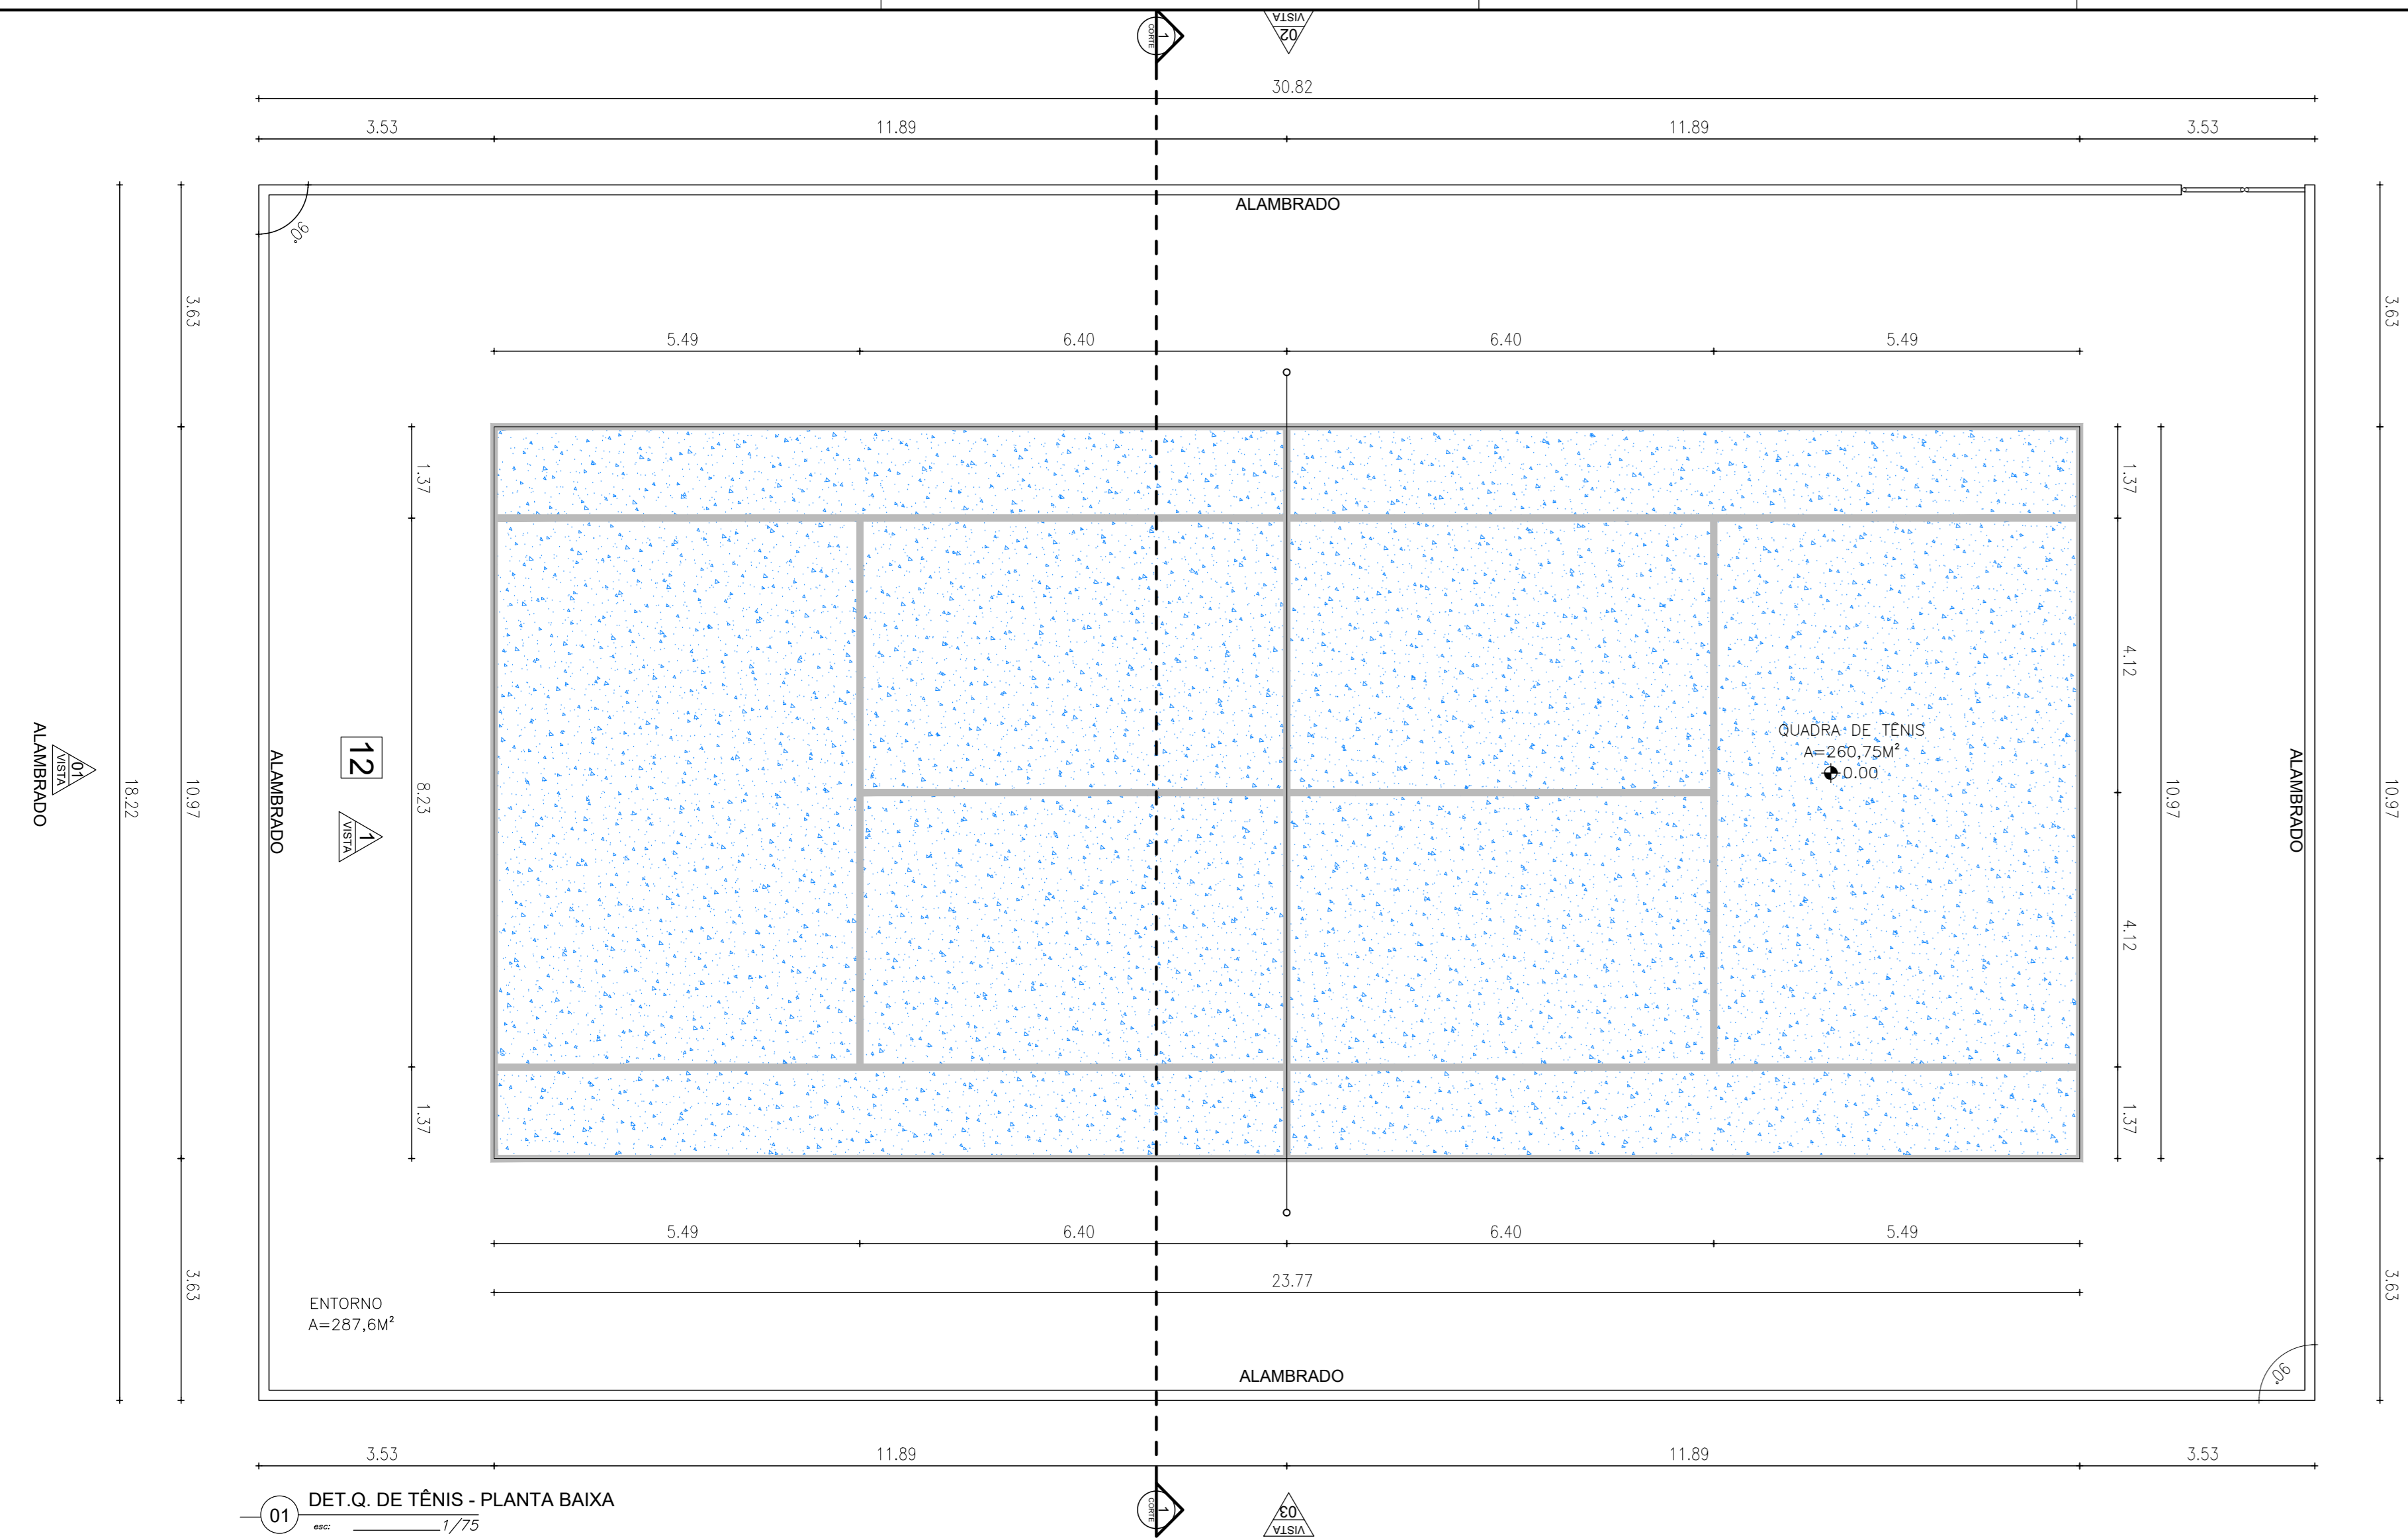 1
CORTE
VISTA
02
30.82
3.53
11.89
11.89
3.53
ALAMBRADO
90°
3.63
3.63
5.49
6.40
6.40
5.49
1.37
1.37
4.12
QUADRA DE TÊNIS
A=260,75M²
0.00
ALAMBRADO
01
VISTA
18.22
10.97
ALAMBRADO
12
1
VISTA
8.23
10.97
ALAMBRADO
10.97
4.12
1.37
1.37
5.49
6.40
6.40
5.49
23.77
3.63
3.63
ENTORNO
A=287,6M²
ALAMBRADO
90°
3.53
11.89
11.89
3.53
01
DET.Q. DE TÊNIS - PLANTA BAIXA
esc: 1/75
1
CORTE
03
VISTA